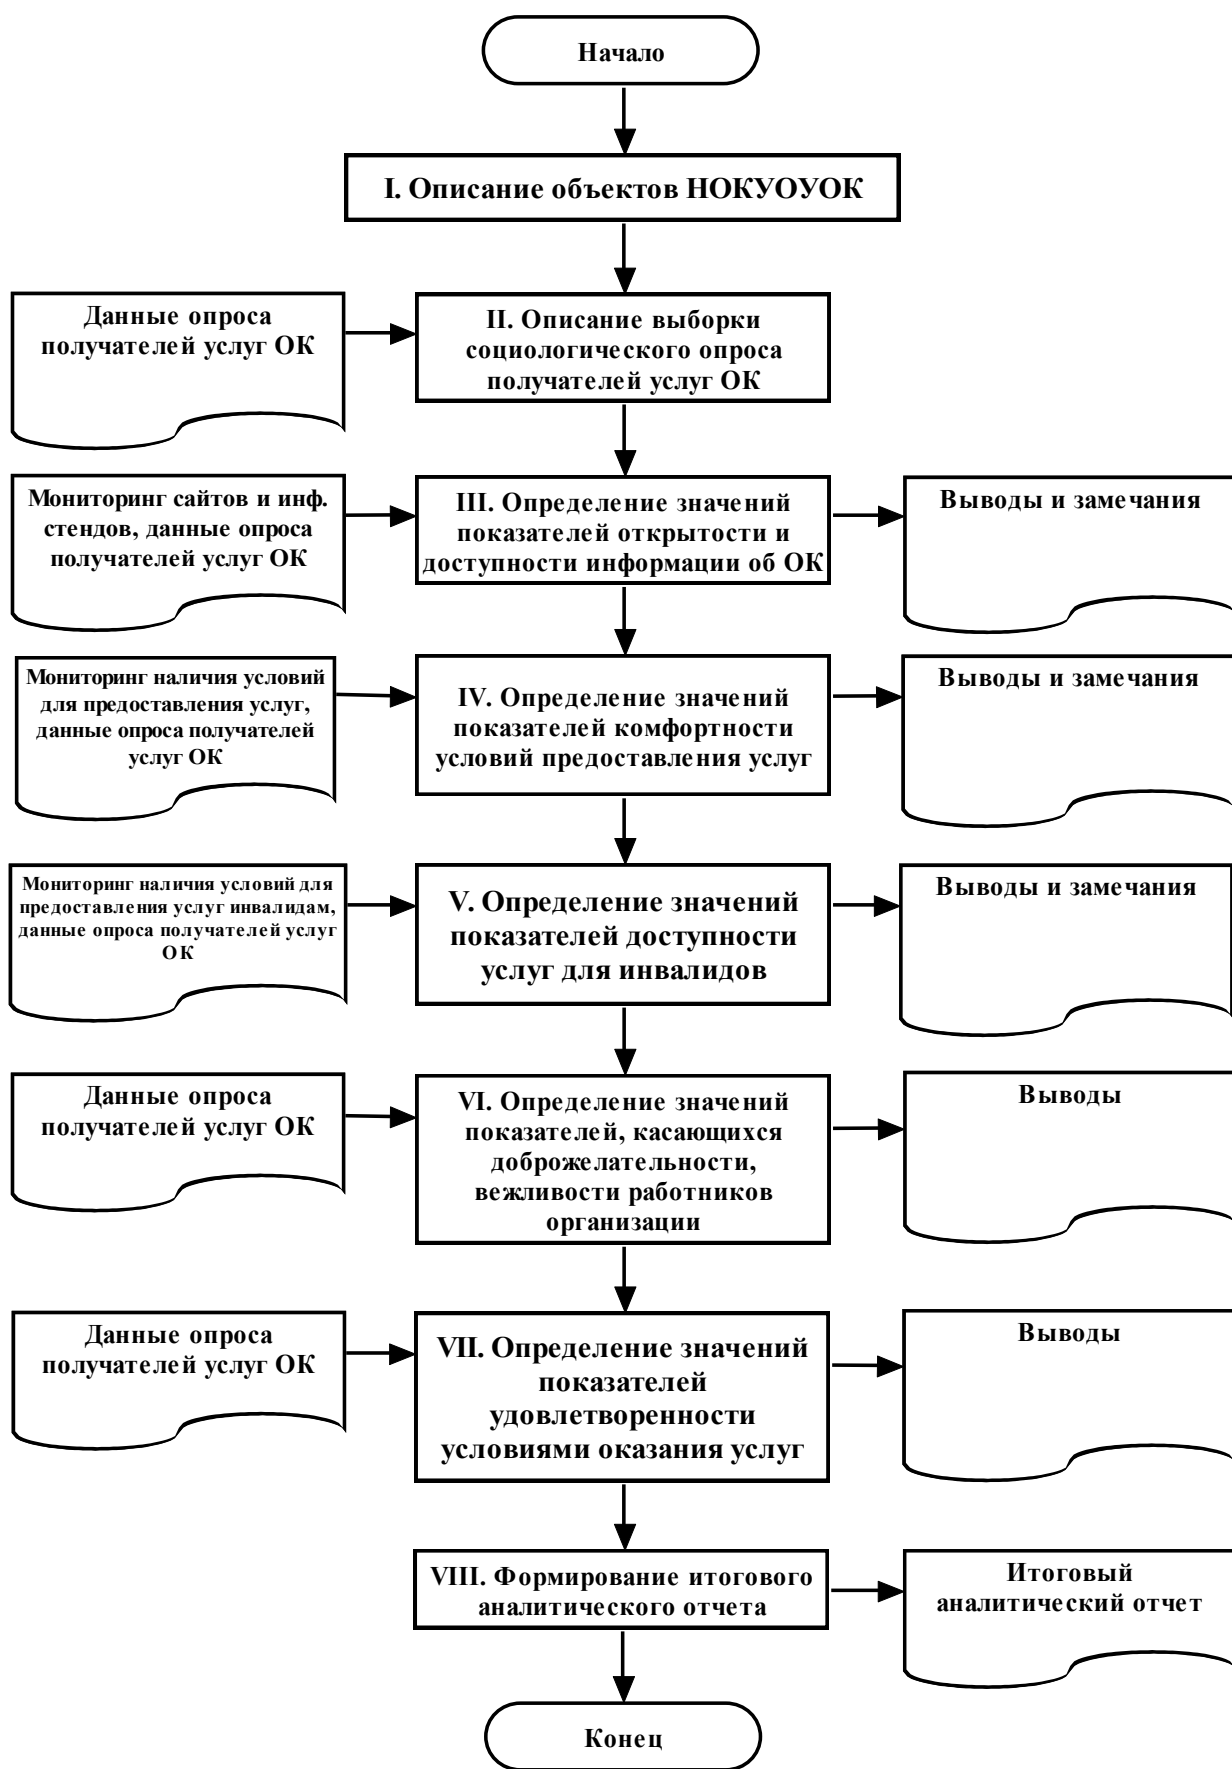 Начало
I. Описание объектов НОКУОУОК
Данные опроса
получателей услуг ОК
II. Описание выборки
социологического опроса
получателей услуг ОК
Мониторинг сайтов и инф.
стендов, данные опроса
получателей услуг ОК
III. Определение значений
показателей открытости и
доступности информации об ОК
Выводы и замечания
Мониторинг наличия условий
для предоставления услуг,
данные опроса получателей
услуг ОК
IV. Определение значений
показателей комфортности
условий предоставления услуг
Выводы и замечания
Мониторинг наличия условий для
предоставления услуг инвалидам,
данные опроса получателей услуг
ОК
V. Определение значений
показателей доступности
услуг для инвалидов
Выводы и замечания
Данные опроса
получателей услуг ОК
VI. Определение значений
показателей, касающихся
доброжелательности,
вежливости работников
организации
Выводы
Данные опроса
получателей услуг ОК
VII. Определение значений
показателей
удовлетворенности
условиями оказания услуг
Выводы
VIII. Формирование итогового
аналитического отчета
Итоговый
аналитический отчет
Конец